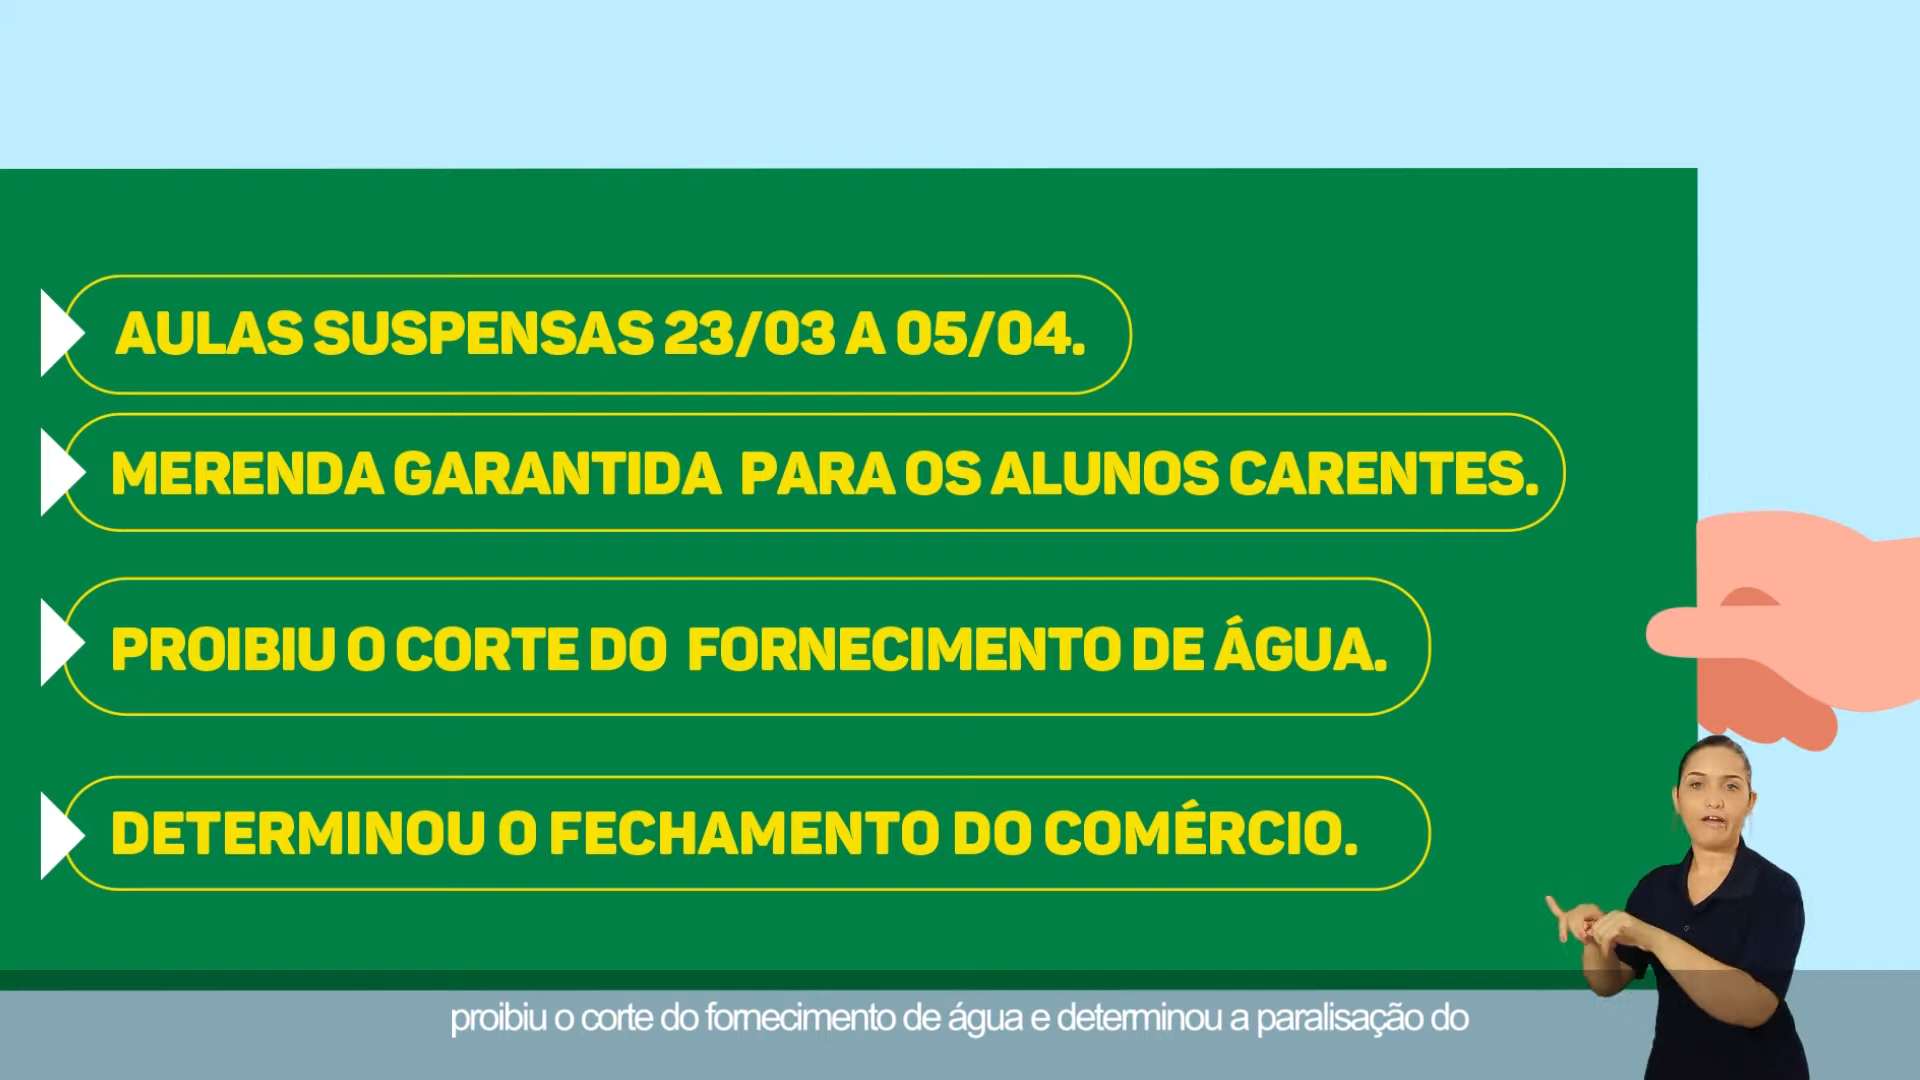 AULAS SUSPENSAS 23/03 A 05/04.
MERENDA GARANTIDA PARA OS ALUNOS CARENTES.
PROIBIU O CORTE DO FORNECIMENTO DE ÁGUA.
DETERMINOU O FECHAMENTO DO COMÉRCIO.
proibiu o corte do fornecimento de água e determinou a paralisação do